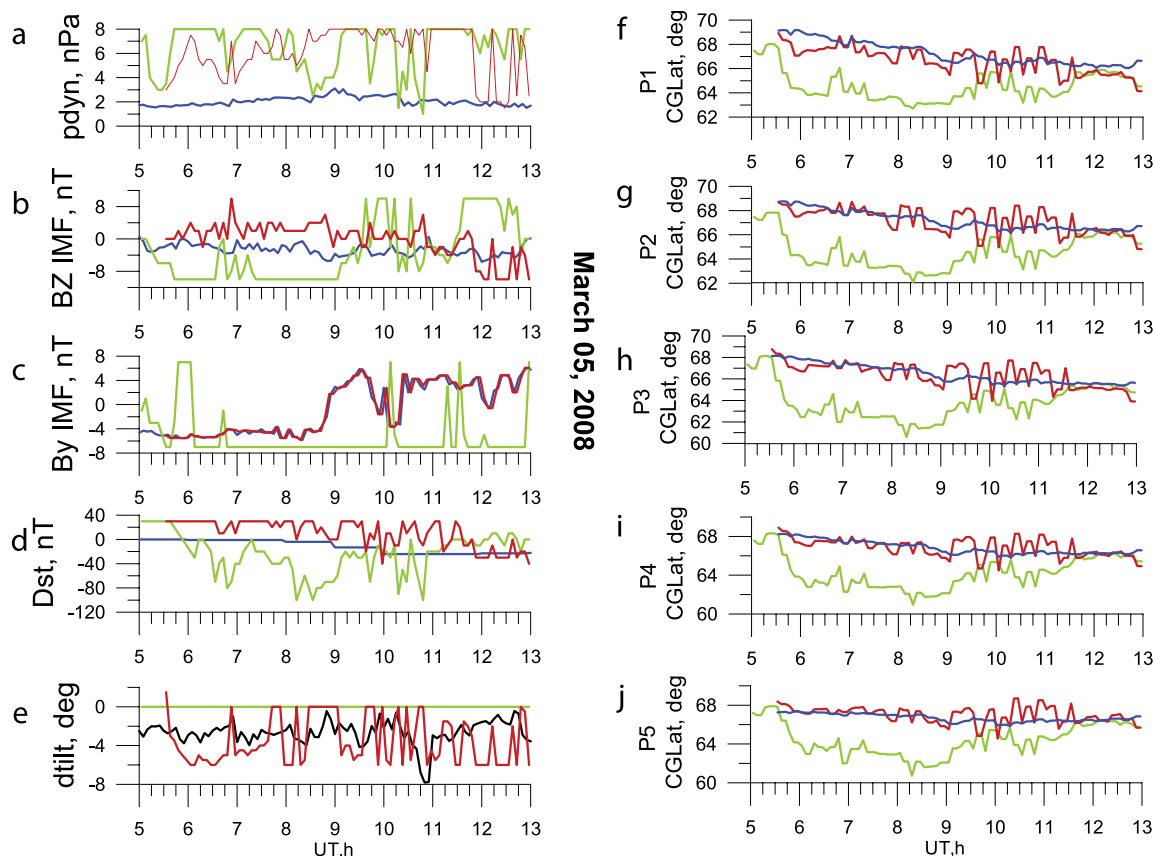 a
pdyn, nPa
8
6
4
2
0
5 6 7 8 9 10 11 12 13
b
BZ IMF, nT
8
0
-8
5 6 7 8 9 10 11 12 13
c
By IMF, nT
8
4
0
-4
-8
5 6 7 8 9 10 11 12 13
d
Dst, nT
40
0
-40
-80
-120
5 6 7 8 9 10 11 12 13
e
dtilt, deg
0
-4
-8
5 6 7 8 9 10 11 12 13
UT,h
March 05, 2008
f
P1
CGLat, deg
70
68
66
64
62
5 6 7 8 9 10 11 12 13
g
P2
CGLat, deg
70
68
66
64
62
5 6 7 8 9 10 11 12 13
h
P3
CGLat, deg
70
68
66
64
62
60
5 6 7 8 9 10 11 12 13
i
P4
CGLat, deg
68
64
60
5 6 7 8 9 10 11 12 13
j
P5
CGLat, deg
68
64
60
5 6 7 8 9 10 11 12 13
UT,h